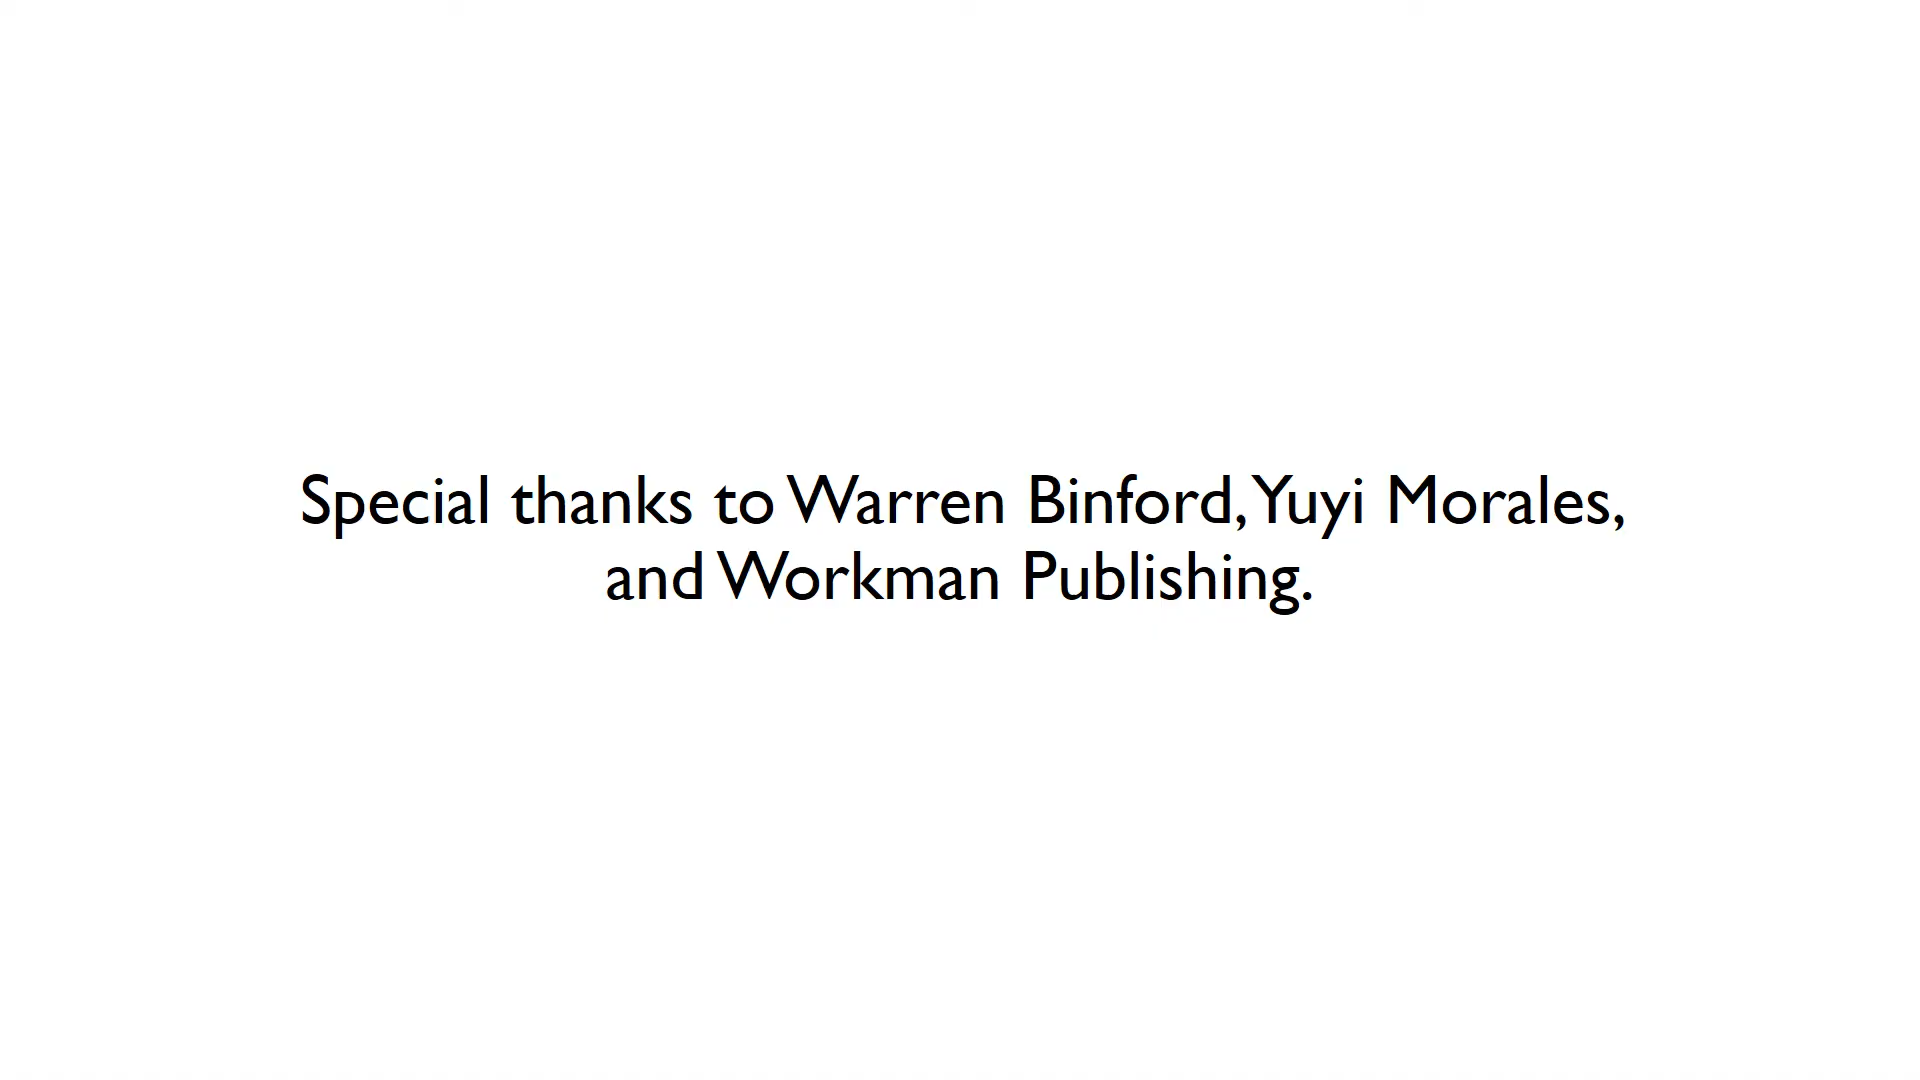 Special thanks to Warren Binford, Yuyi Morales,
and Workman Publishing.